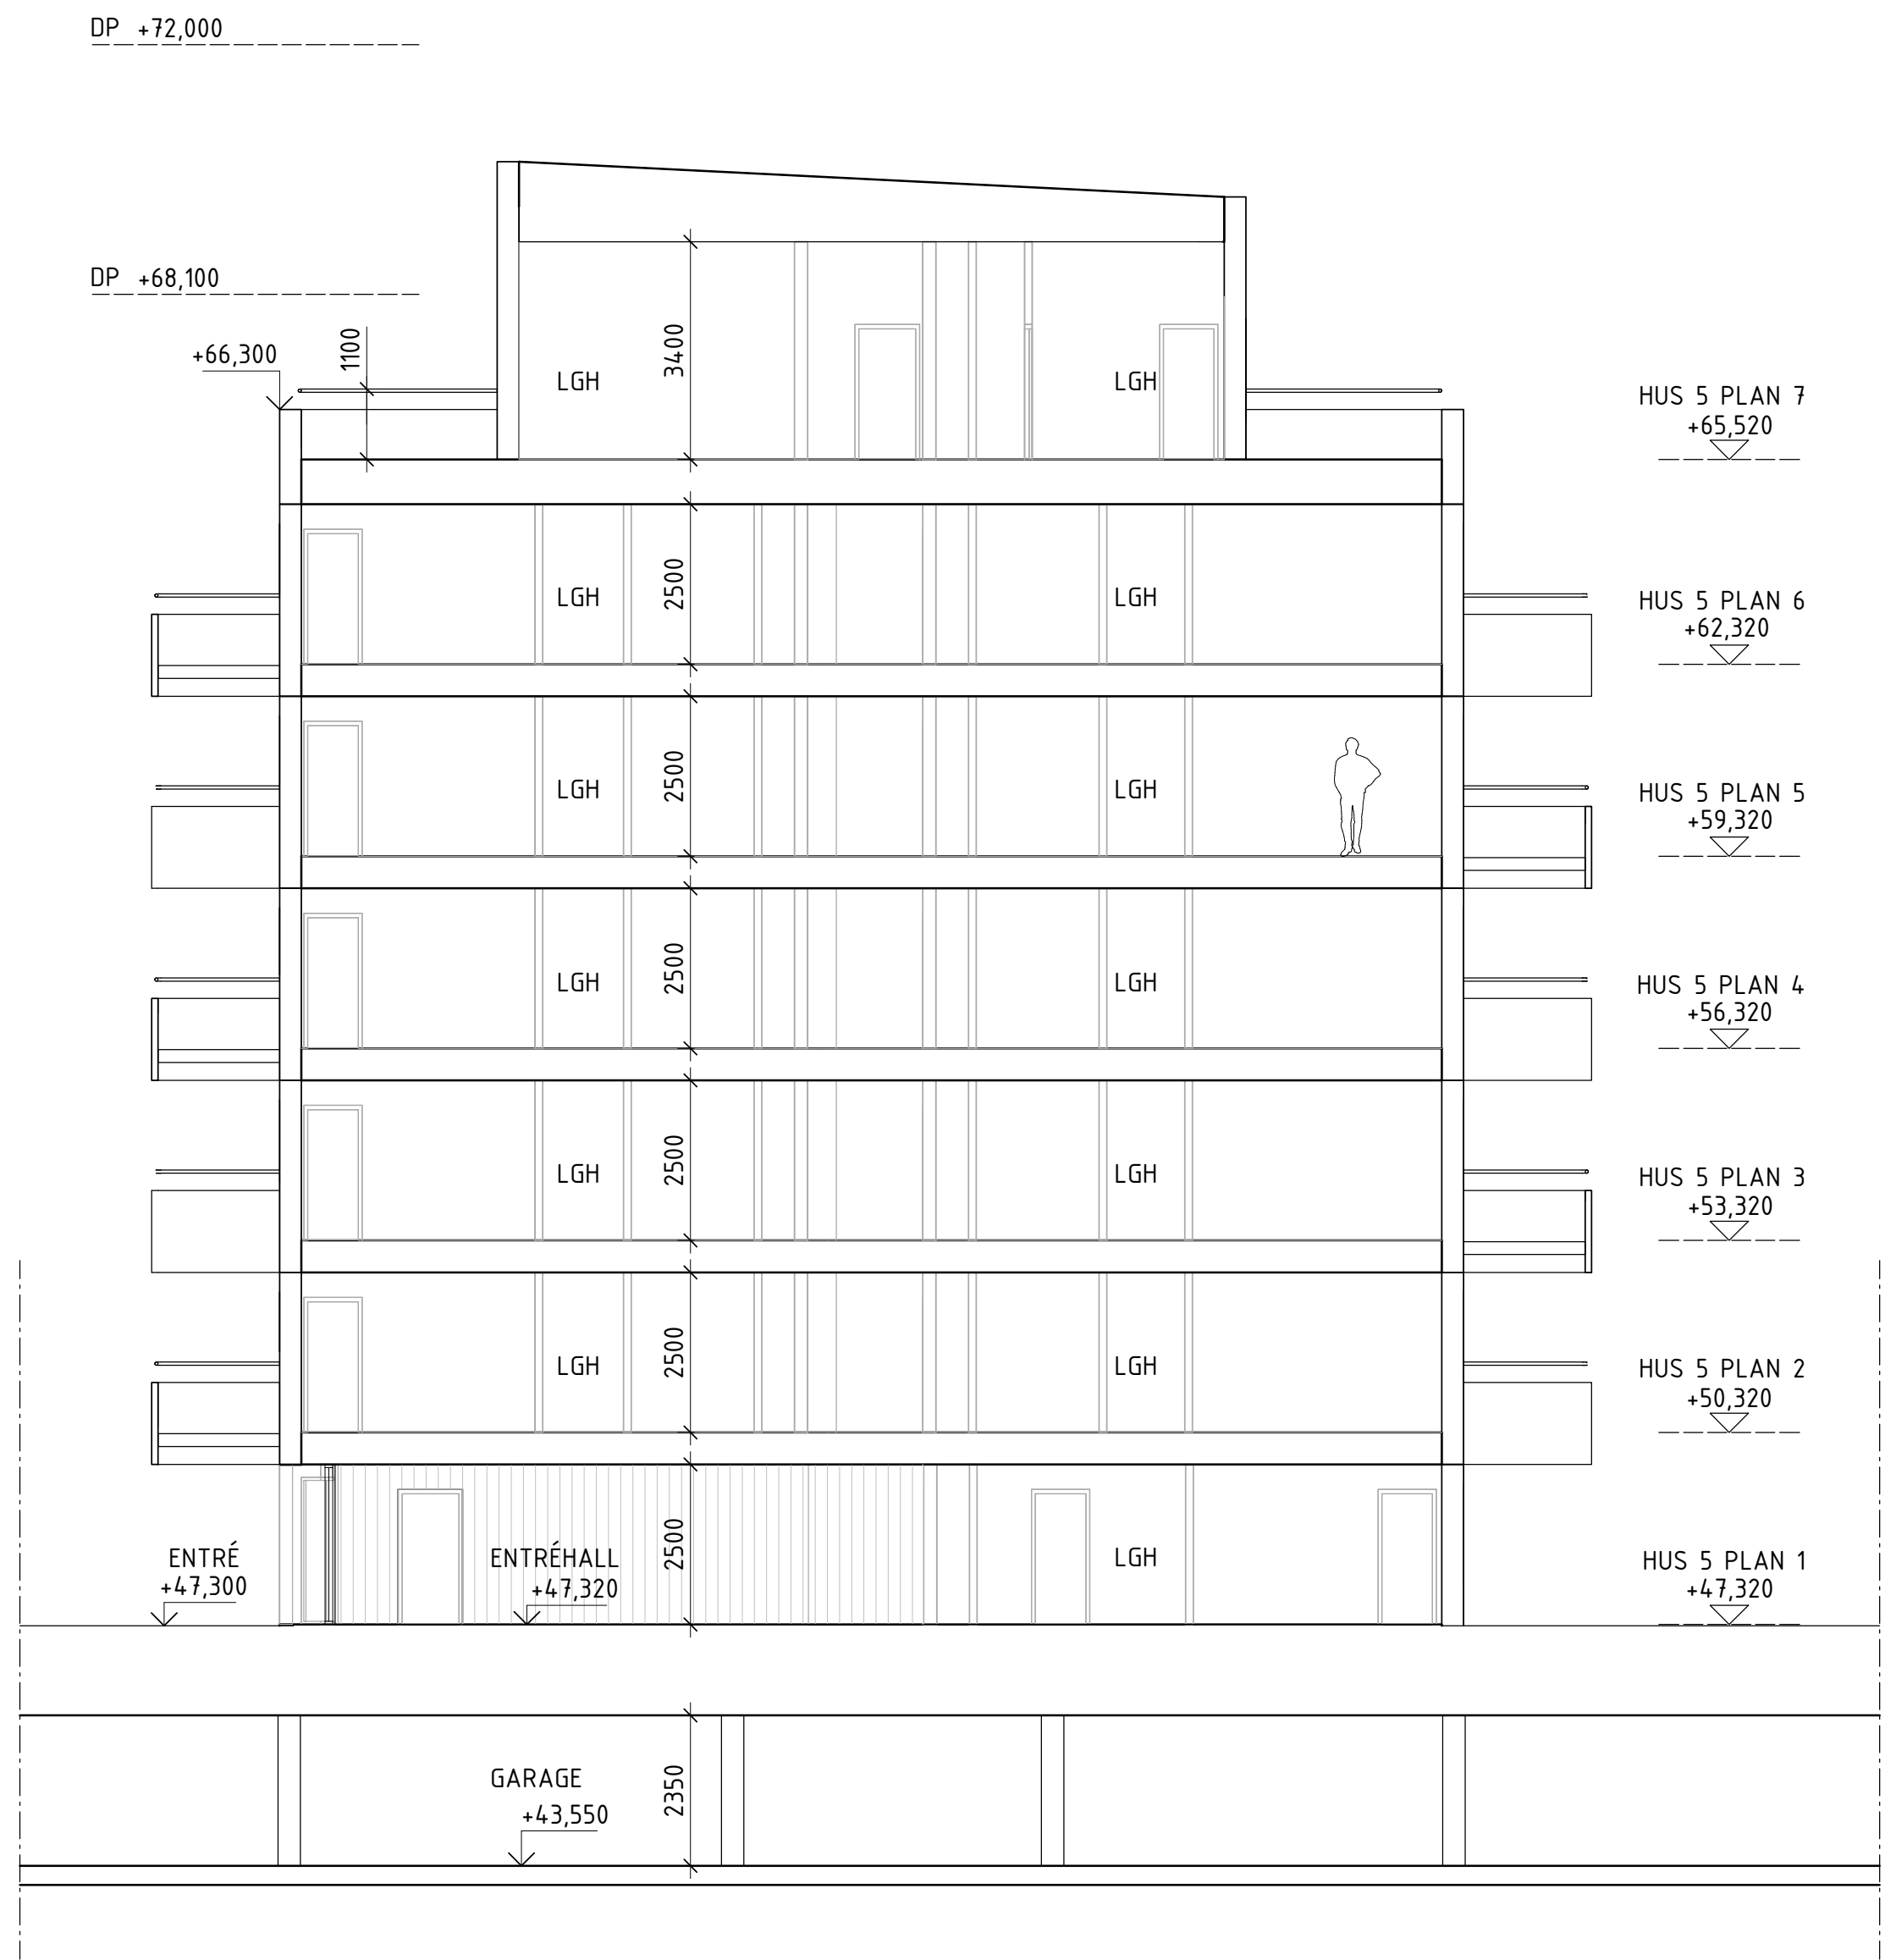 DP +72,000
DP +68,100
+66,300
1100
3400
LGH
LGH
HUS 5 PLAN 7
+65,520
LGH
2500
LGH
HUS 5 PLAN 6
+62,320
LGH
2500
LGH
HUS 5 PLAN 5
+59,320
LGH
2500
LGH
HUS 5 PLAN 4
+56,320
LGH
2500
LGH
HUS 5 PLAN 3
+53,320
LGH
2500
LGH
HUS 5 PLAN 2
+50,320
ENTRÉ
+47,300
ENTRÉHALL
+47,320
2500
LGH
HUS 5 PLAN 1
+47,320
GARAGE
+43,550
2350